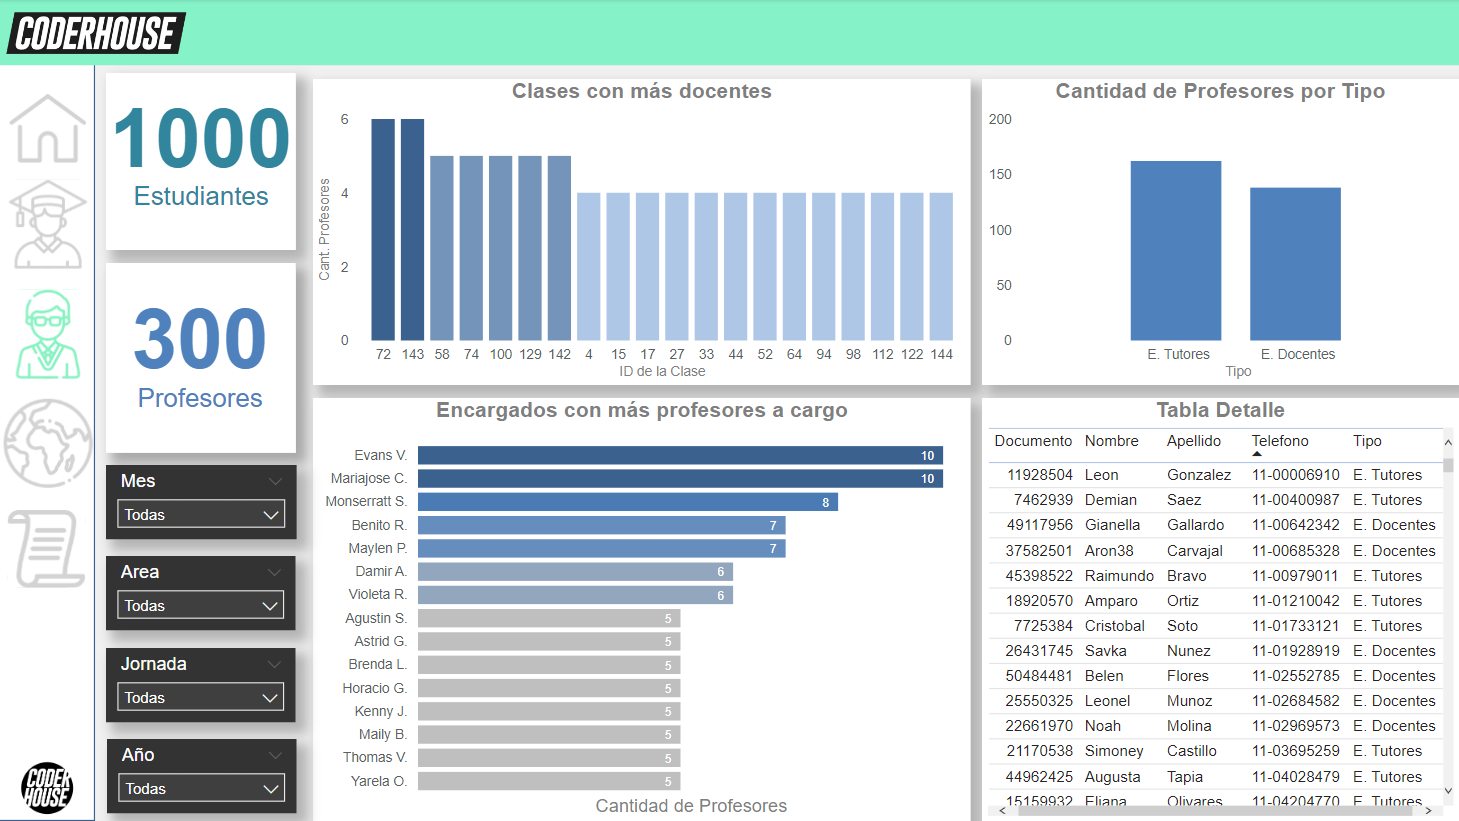 CODERHOUSE
1000
Estudiantes
300
Profesores
Mes
Todas
Area
Todas
Jornada
Todas
Año
Todas
CODER
HOUSE
Clases con más docentes
Cant. Profesores
6
4
2
0
72 143 58 74 100 129 142 4 15 17 27 33 44 52 64 94 98 112 122 144
ID de la Clase
Cantidad de Profesores por Tipo
200
150
100
50
0
E. Tutores E. Docentes
Tipo
Encargados con más profesores a cargo
Evans V. 10
Mariajose C. 10
Monserratt S. 8
Benito R. 7
Maylen P. 7
Damir A. 6
Violeta R. 6
Agustin S. 5
Astrid G. 5
Brenda L. 5
Horacio G. 5
Kenny J. 5
Maily B. 5
Thomas V. 5
Yarela O. 5
Cantidad de Profesores
Tabla Detalle
Documento Nombre Apellido Telefono Tipo
11928504 Leon Gonzalez 11-00006910 E. Tutores
7462939 Demian Saez 11-00400987 E. Tutores
49117956 Gianella Gallardo 11-00642342 E. Docentes
37582501 Aron38 Carvajal 11-00685328 E. Docentes
45398522 Raimundo Bravo 11-00979011 E. Tutores
18920570 Amparo Ortiz 11-01210042 E. Tutores
7725384 Cristobal Soto 11-01733121 E. Tutores
26431745 Savka Nunez 11-01928919 E. Docentes
50484481 Belen Flores 11-02552785 E. Docentes
25550325 Leonel Munoz 11-02684582 E. Docentes
22661970 Noah Molina 11-02969573 E. Docentes
21170538 Simoney Castillo 11-03695259 E. Tutores
44962425 Augusta Tapia 11-04028479 E. Tutores
15159932 Eliana Olivares 11-04204770 E. Tutores